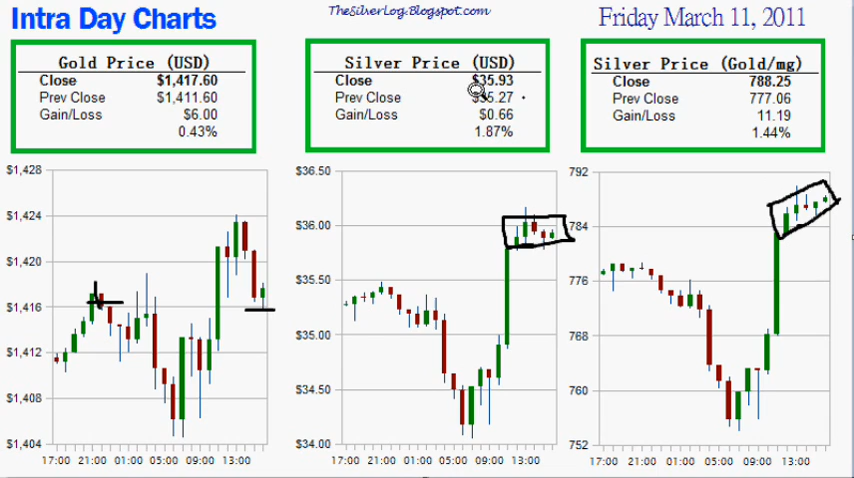 Intra Day Charts
TheSilverLog.Blogspot.com
Friday March 11, 2011
Gold Price (USD)
Close $1,417.60
Prev Close $1,411.60
Gain/Loss $6.00
0.43%
Silver Price (USD)
Close $35.93
Prev Close $35.27
Gain/Loss $0.66
1.87%
Silver Price (Gold/mg)
Close 788.25
Prev Close 777.06
Gain/Loss 11.19
1.44%
$1,428
$1,424
$1,420
$1,416
$1,412
$1,408
$1,404
17:00 21:00 01:00 05:00 09:00 13:00
$36.50
$36.00
$35.50
$35.00
$34.50
$34.00
17:00 21:00 01:00 05:00 09:00 13:00
792
784
776
768
760
752
17:00 21:00 01:00 05:00 09:00 13:00